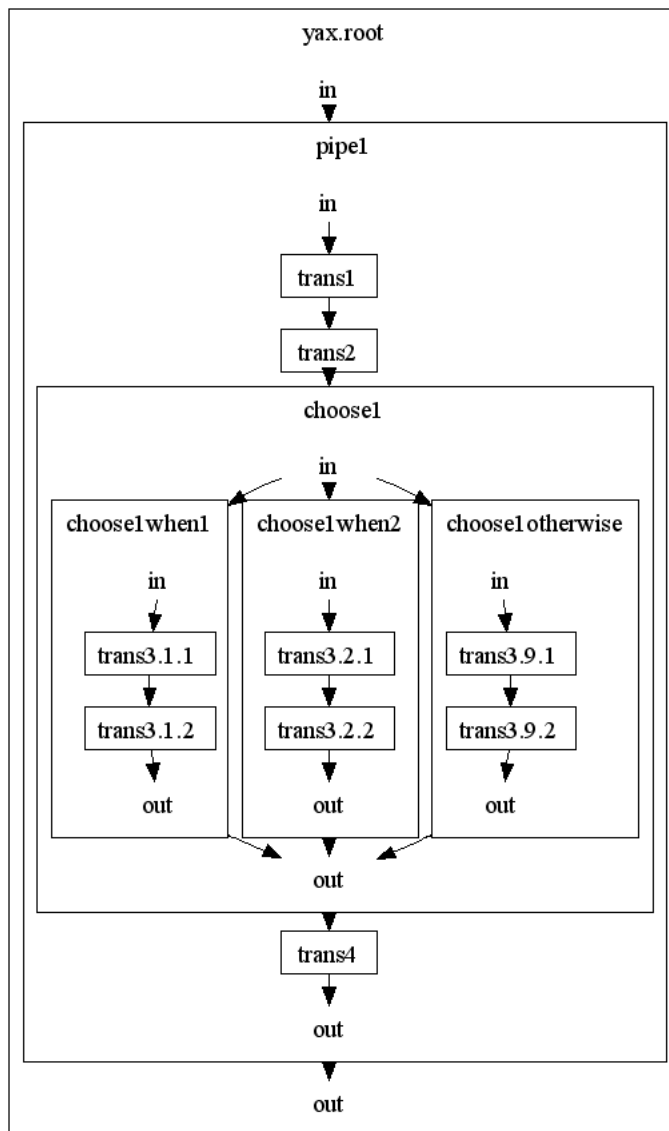 yax.root
in
pipe1
in
trans1
trans2
choose1
in
choose1when1 choose1when2 choose1otherwise
in in in
trans3.1.1 trans3.2.1 trans3.9.1
trans3.1.2 trans3.2.2 trans3.9.2
out out out
out
trans4
out
out